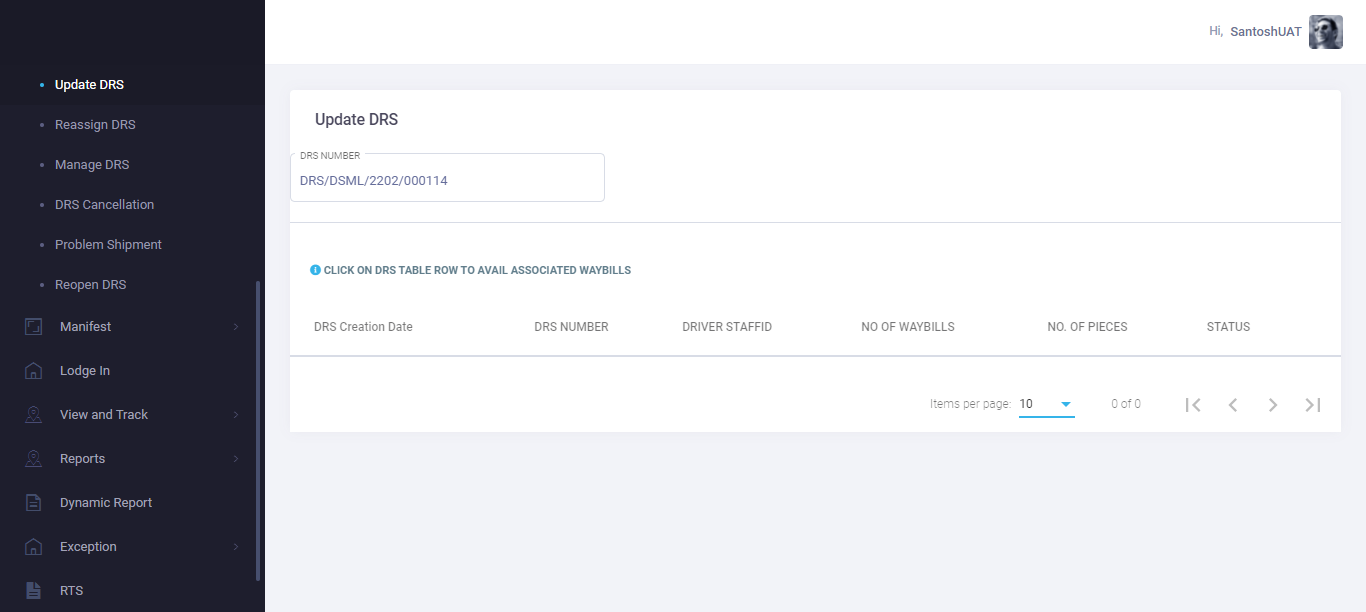 Hi, SantoshUAT
Update DRS
Reassign DRS
Manage DRS
DRS Cancellation
Problem Shipment
Reopen DRS
Manifest
Lodge In
View and Track
Reports
Dynamic Report
Exception
RTS
Update DRS
DRS NUMBER
DRS/DSML/2202/000114
CLICK ON DRS TABLE ROW TO AVAIL ASSOCIATED WAYBILLS
DRS Creation Date DRS NUMBER DRIVER STAFFID NO OF WAYBILLS NO. OF PIECES STATUS
Items per page: 10 0 of 0